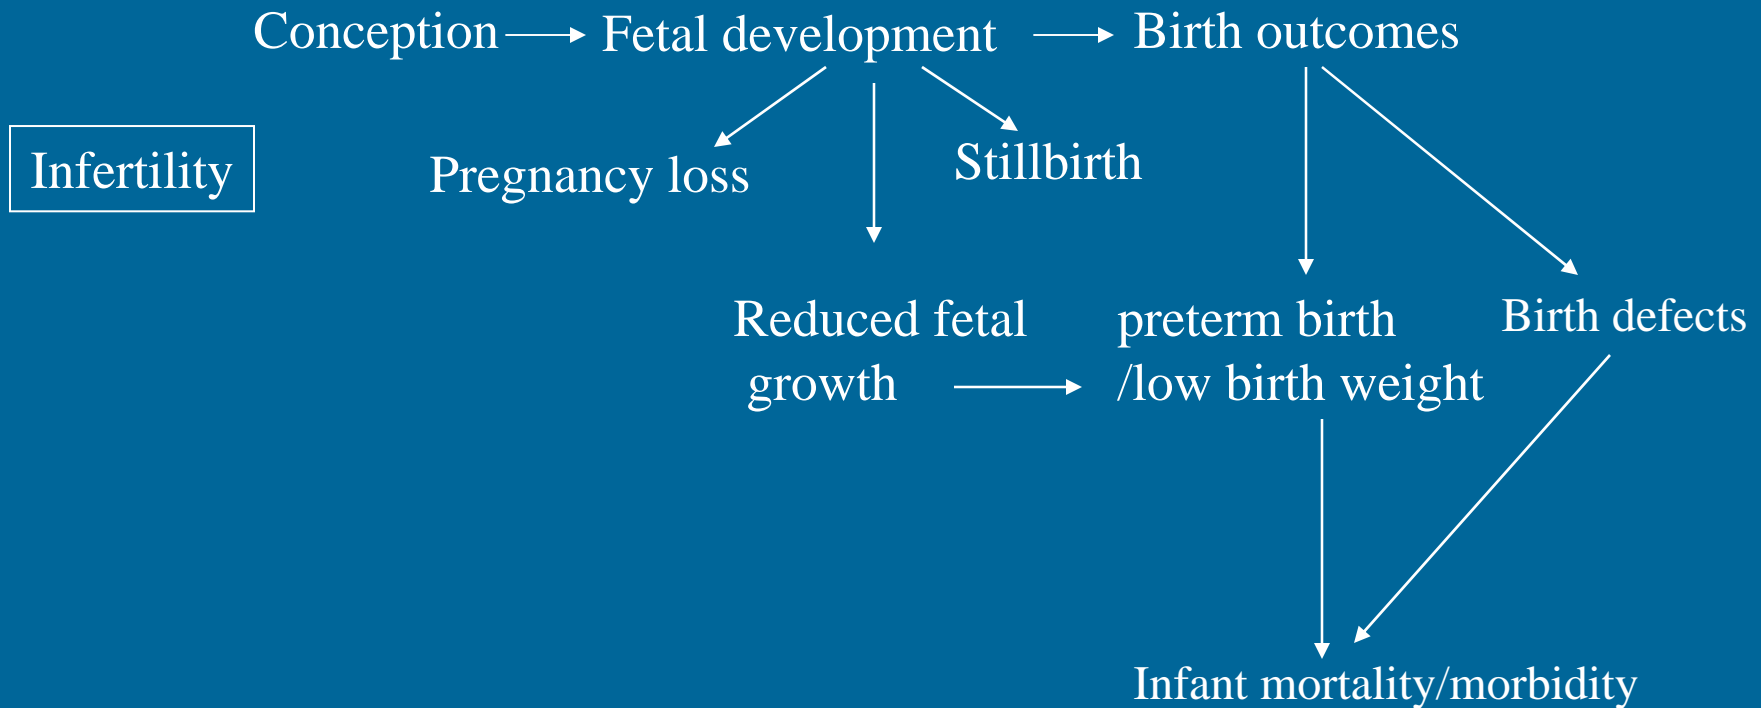 Conception
Fetal development
Birth outcomes
Infertility
Pregnancy loss
Stillbirth
Reduced fetal
growth
preterm birth
/low birth weight
Birth defects
Infant mortality/morbidity